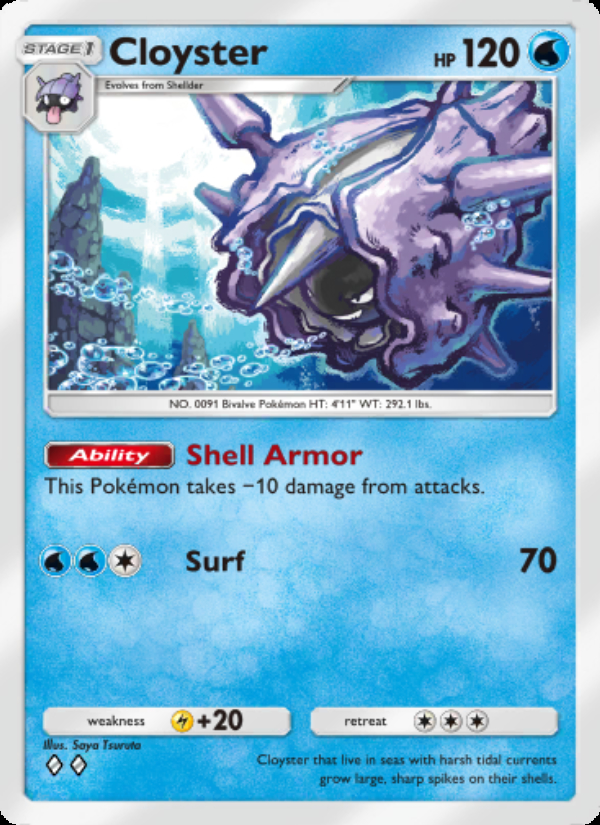 STAGE 1
Cloyster
HP 120
Evolves from Shellder
NO. 0091 Bivalve Pokémon HT: 4'11" WT: 292.1 lbs.
Ability Shell Armor
This Pokémon takes −10 damage from attacks.
Surf 70
weakness +20 retreat
Illus. Saya Tsuruta
Cloyster that live in seas with harsh tidal currents
grow large, sharp spikes on their shells.